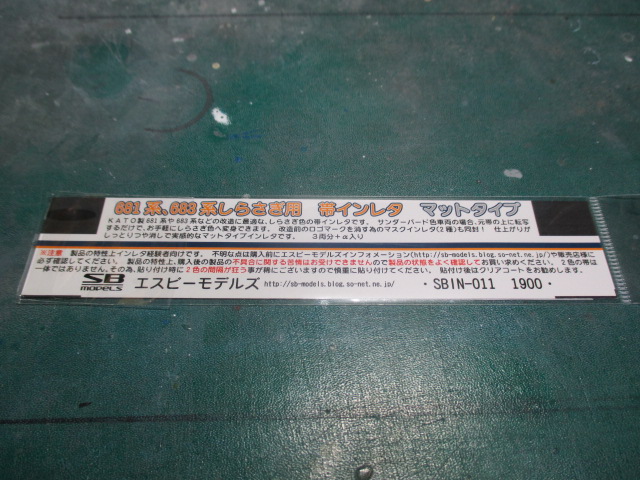 681系、683系しらさぎ用 帯インレタ マットタイプ
KATO製681系や683系などの改造に最適な、しらさぎ色の帯インレタです。 サンダーバード色車両の場合、元帯の上に転写
するだけで、お手軽にしらさぎ色へ変身できます。 改造前のロゴマークを消す為のマスクインレタ(2種)も同封! 仕上がりが
しっとりつや消しで実感的なマットタイプインレタです。 3両分+α入り
※注意 製品の特性上インレタ経験者向けです。 不明な点は購入前にエスピーモデルズインフォメーション(http://sb-models.blog.so-net.ne.jp/)や販売店様に
必ず確認してください。 製品の特性上、購入後の製品の不具合に関する苦情はお受けできませんので製品の状態をよく確認してお買い求めください。 2色の帯は
一体ではありません。その為、貼り付け時に2色の間隔が狂う事が稀にございますので慎重に貼り付けてください。 貼付け後はクリアコートをお勧めします。
SB MODELS エスピーモデルズ http://sb-models.blog.so-net.ne.jp/ ・SBIN-011 1900・